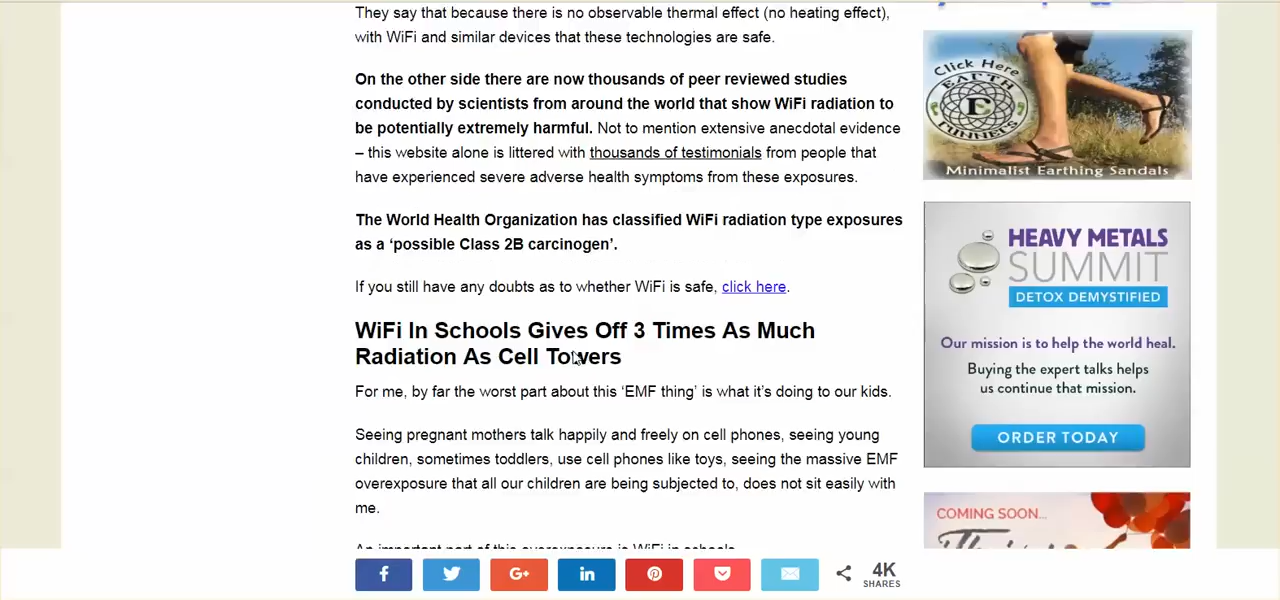 They say that because there is no observable thermal effect (no heating effect),
with WiFi and similar devices that these technologies are safe.
On the other side there are now thousands of peer reviewed studies
conducted by scientists from around the world that show WiFi radiation to
be potentially extremely harmful. Not to mention extensive anecdotal evidence
– this website alone is littered with thousands of testimonials from people that
have experienced severe adverse health symptoms from these exposures.
The World Health Organization has classified WiFi radiation type exposures
as a ‘possible Class 2B carcinogen’.
If you still have any doubts as to whether WiFi is safe, click here.
WiFi In Schools Gives Off 3 Times As Much
Radiation As Cell Towers
For me, by far the worst part about this ‘EMF thing’ is what it’s doing to our kids.
Seeing pregnant mothers talk happily and freely on cell phones, seeing young
children, sometimes toddlers, use cell phones like toys, seeing the massive EMF
overexposure that all our children are being subjected to, does not sit easily with
me.
An important part of this overexposure is WiFi in schools
4K
SHARES
Click Here
EARTH
RUNNERS
Minimalist Earthing Sandals
HEAVY METALS
SUMMIT
DETOX DEMYSTIFIED
Our mission is to help the world heal.
Buying the expert talks helps
us continue that mission.
ORDER TODAY
COMING SOON...